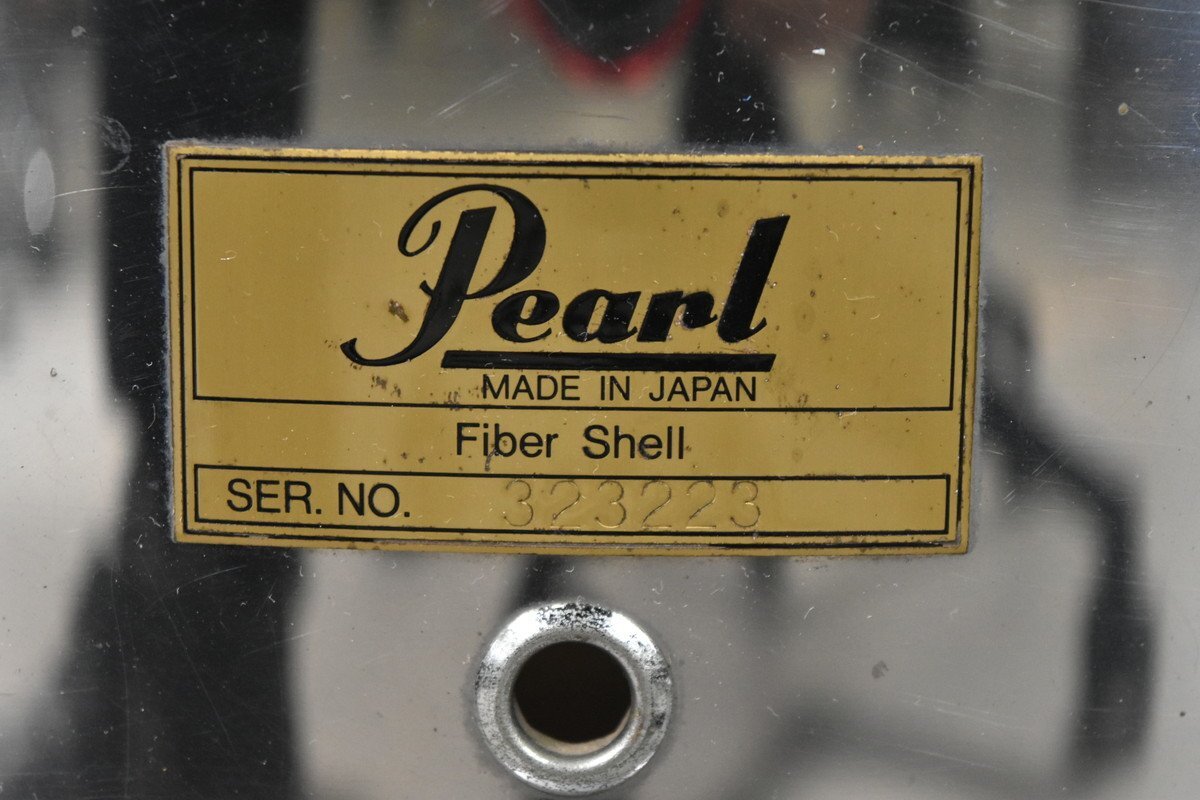 Pearl
MADE IN JAPAN
Fiber Shell
SER. NO. 323223